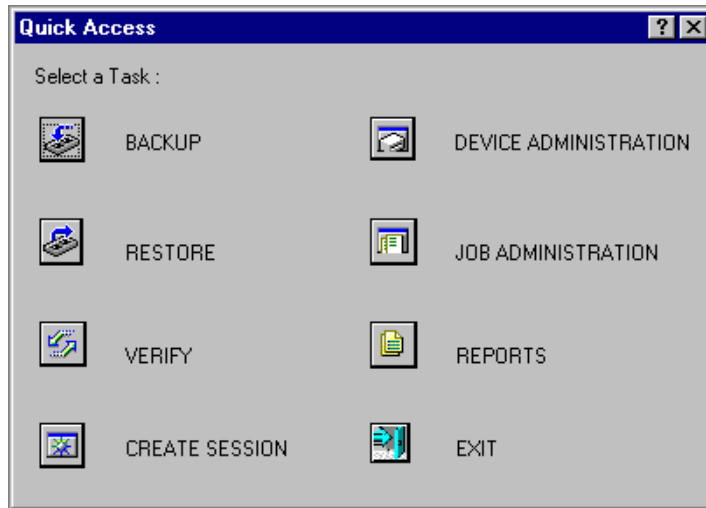 Quick Access
Select a Task :
BACKUP
DEVICE ADMINISTRATION
RESTORE
JOB ADMINISTRATION
VERIFY
REPORTS
CREATE SESSION
EXIT